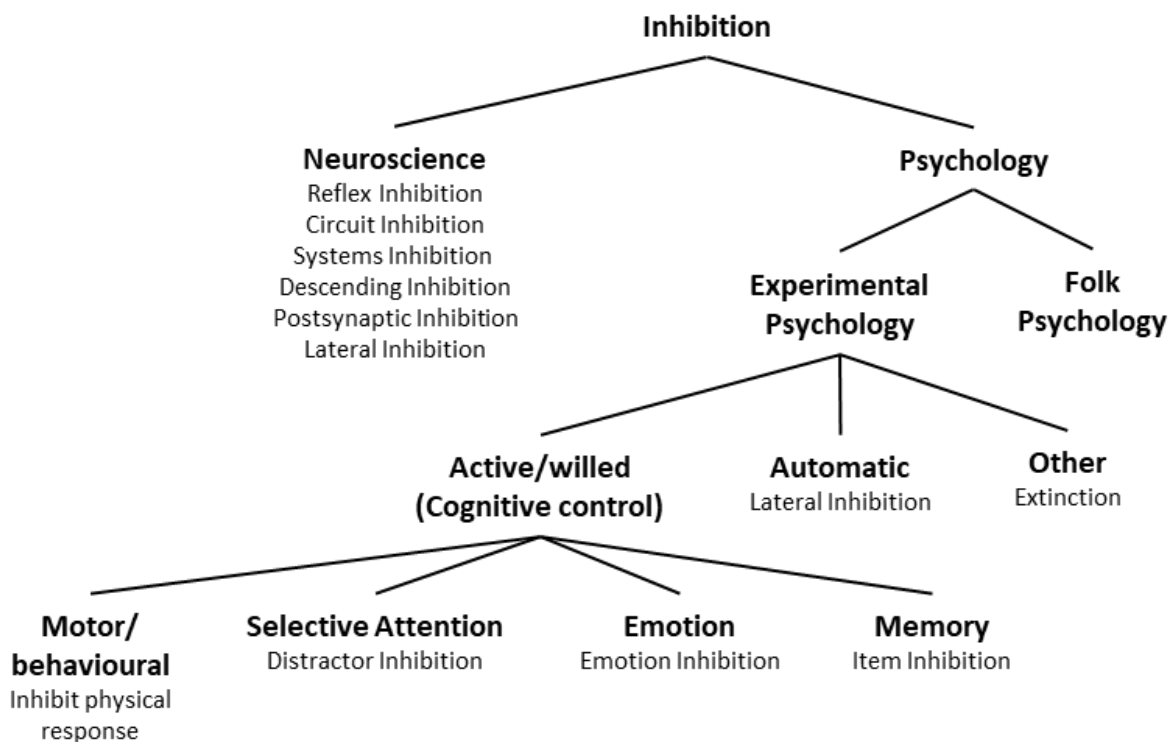 Inhibition
Neuroscience
Reflex Inhibition
Circuit Inhibition
Systems Inhibition
Descending Inhibition
Postsynaptic Inhibition
Lateral Inhibition
Psychology
Experimental
Psychology
Folk
Psychology
Active/willed
(Cognitive control)
Automatic
Lateral Inhibition
Other
Extinction
Motor/
behavioural
Inhibit physical
response
Selective Attention
Distractor Inhibition
Emotion
Emotion Inhibition
Memory
Item Inhibition